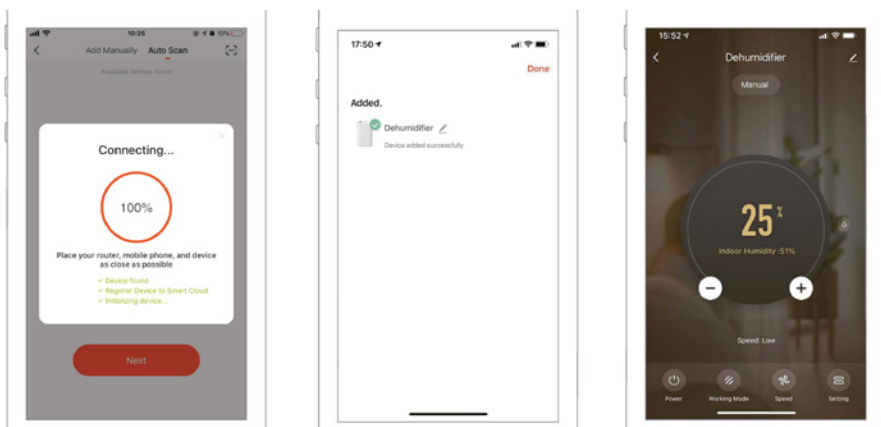 10:26
10%
Add Manually Auto Scan
Available devices found
Connecting...
100%
Place your router, mobile phone, and device
as close as possible
✓ Device found
✓ Register Device to Smart Cloud
✓ Initializing device...
Next
17:50
Done
Added.
Dehumidifier
Device added successfully
15:52
Dehumidifier
Manual
25%
Indoor Humidity :51%
Speed: Low
Power Working Mode Speed Setting